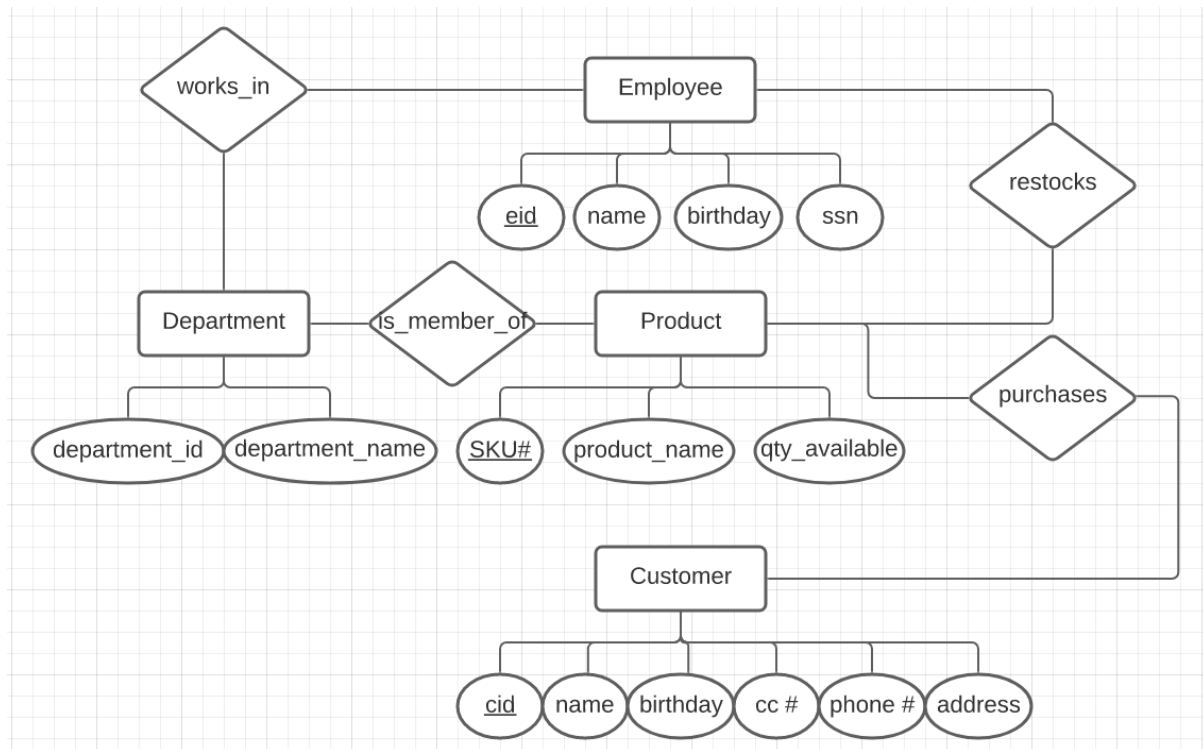 works_in
Employee
restocks
eid
name
birthday
ssn
Department
is_member_of
Product
purchases
department_id
department_name
SKU#
product_name
qty_available
Customer
cid
name
birthday
cc #
phone #
address